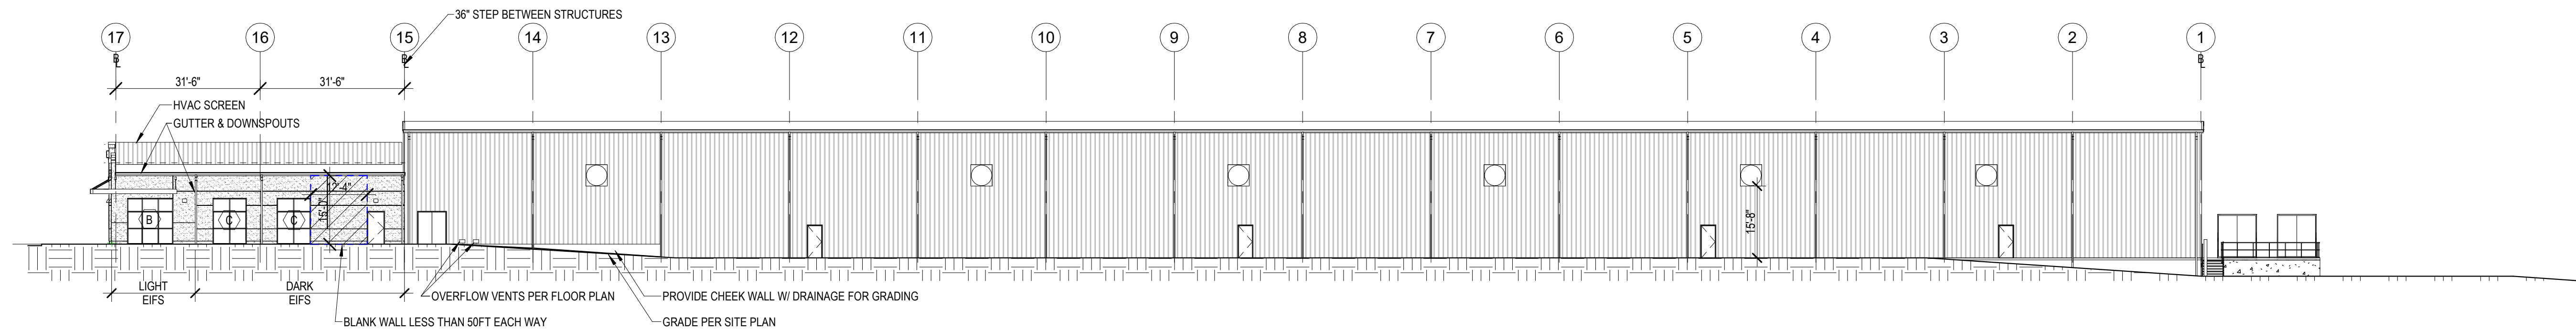 36" STEP BETWEEN STRUCTURES
17
16
15
14
13
12
11
10
9
8
7
6
5
4
3
2
1
B
L
B
L
B
L
31'-6"
31'-6"
HVAC SCREEN
GUTTER & DOWNSPOUTS
12'-4"
B
C
C
15'-8"
LIGHT
EIFS
DARK
EIFS
OVERFLOW VENTS PER FLOOR PLAN
PROVIDE CHEEK WALL W/ DRAINAGE FOR GRADING
BLANK WALL LESS THAN 50FT EACH WAY
GRADE PER SITE PLAN